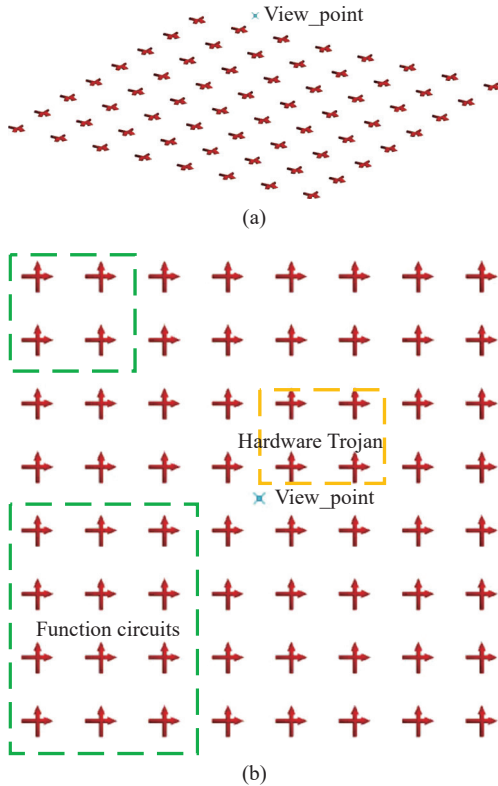 View_point
(a)
Hardware Trojan
View_point
Function circuits
(b)